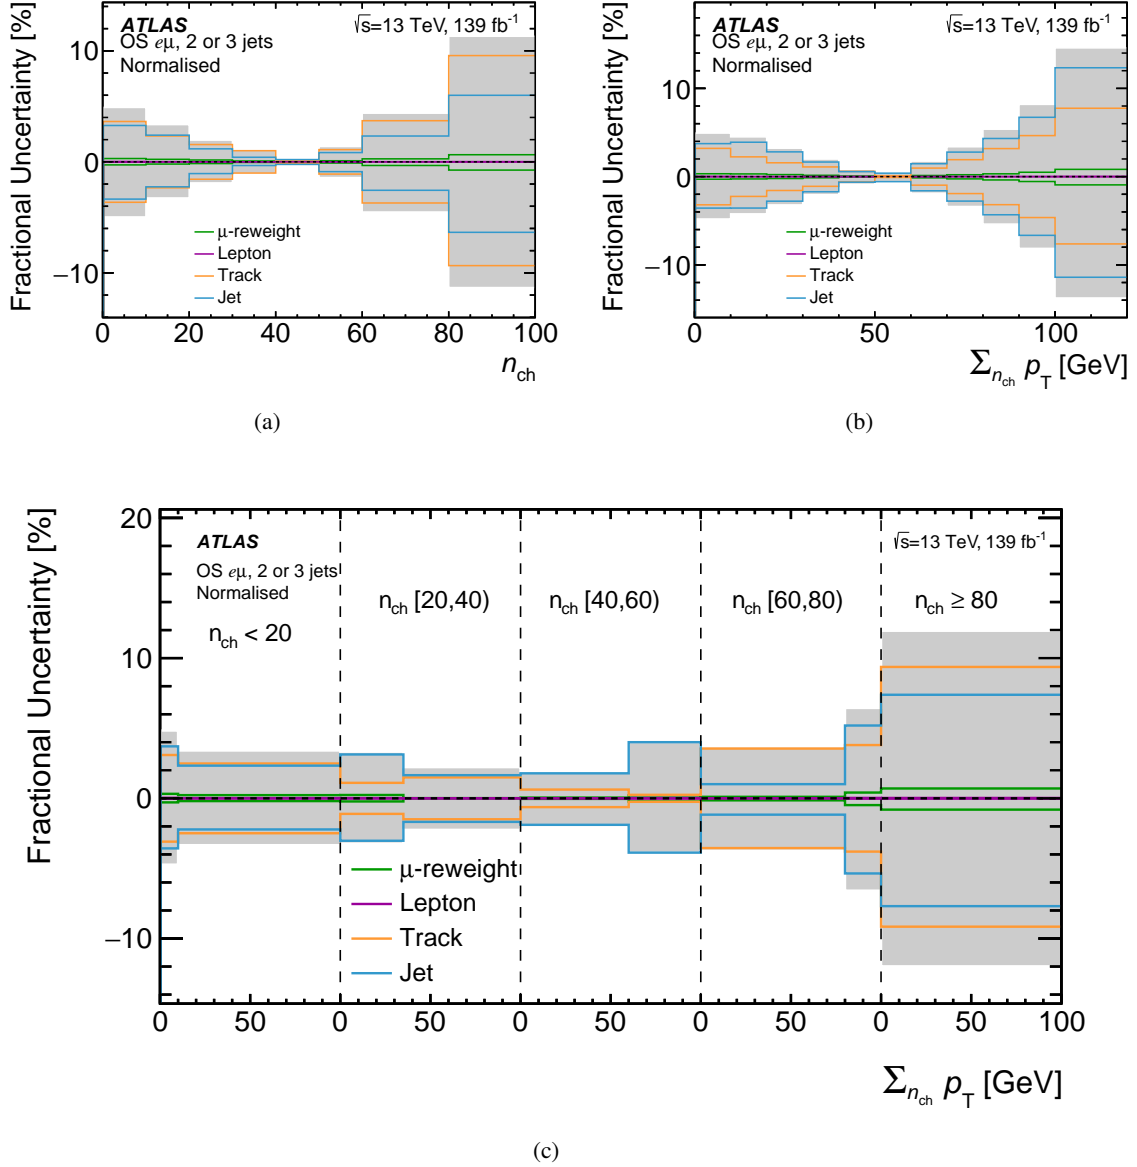 Fractional Uncertainty [%]
ATLAS
√s=13 TeV, 139 fb⁻¹
OS eμ, 2 or 3 jets
Normalised
10
0
−10
μ-reweight
Lepton
Track
Jet
0 20 40 60 80 100
n_ch
(a)
Fractional Uncertainty [%]
ATLAS
√s=13 TeV, 139 fb⁻¹
OS eμ, 2 or 3 jets
Normalised
10
0
−10
μ-reweight
Lepton
Track
Jet
0 50 100
Σ_{n_ch} p_T [GeV]
(b)
Fractional Uncertainty [%]
20
10
0
−10
ATLAS
√s=13 TeV, 139 fb⁻¹
OS eμ, 2 or 3 jets
Normalised
n_ch < 20
n_ch [20,40)
n_ch [40,60)
n_ch [60,80)
n_ch ≥ 80
μ-reweight
Lepton
Track
Jet
0 50 0 50 0 50 0 50 0 50 100
Σ_{n_ch} p_T [GeV]
(c)